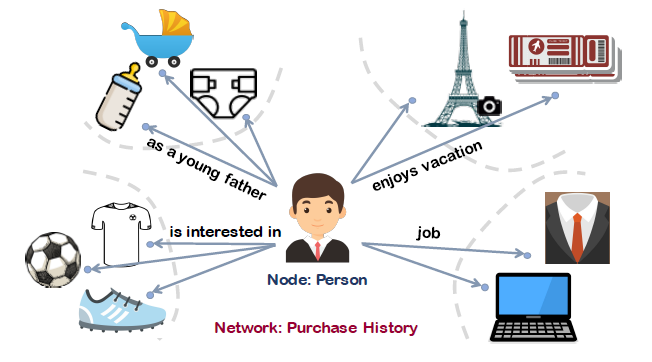 as a young father
enjoys vacation
is interested in
job
Node: Person
Network: Purchase History